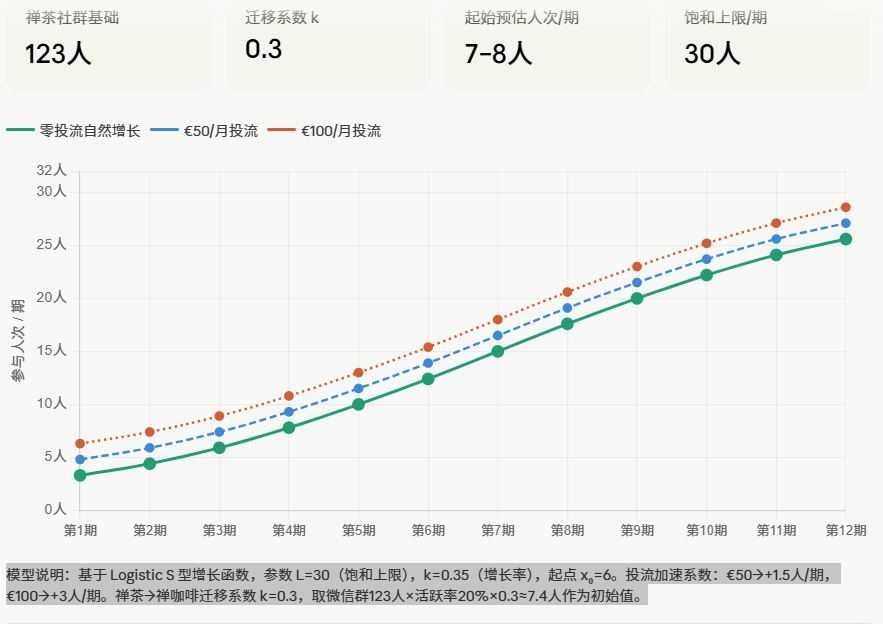 禅茶社群基础
迁移系数 k
起始预估人次/期
饱和上限/期
123人
0.3
7–8人
30人
零投流自然增长
€50/月投流
€100/月投流
32人
30人
25人
20人
15人
10人
5人
0人
参与人次 / 期
第1期
第2期
第3期
第4期
第5期
第6期
第7期
第8期
第9期
第10期
第11期
第12期
模型说明：基于 Logistic S 型增长函数，参数 L=30（饱和上限），k=0.35（增长率），起点 x₀=6。投流加速系数：€50→+1.5人/期，
€100→+3人/期。禅茶→禅咖啡迁移系数 k=0.3，取微信群123人×活跃率20%×0.3≈7.4人作为初始值。